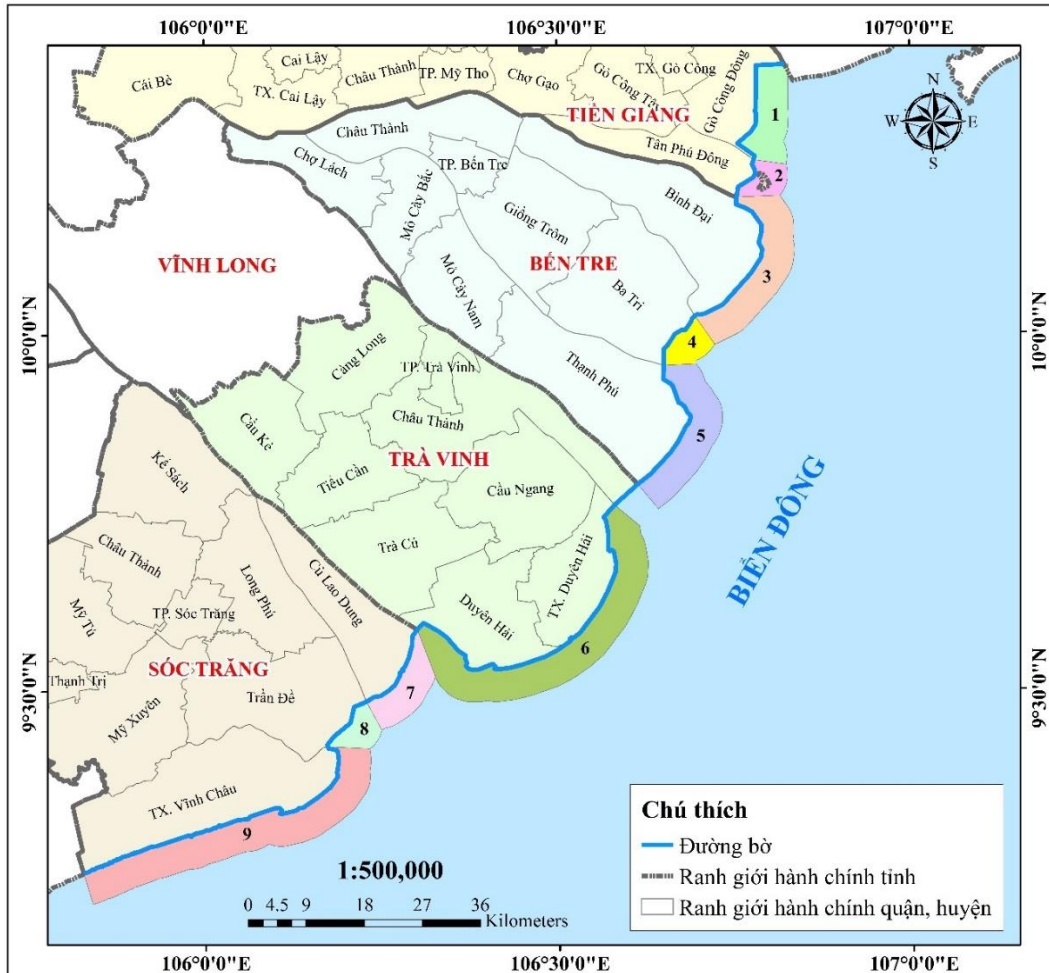 106°0'0"E
106°30'0"E
107°0'0"E
Cái Bè
Cai Lậy
TX. Cai Lậy
Châu Thành
TP. Mỹ Tho
Chợ Gạo
Gò Công Tây
TX. Gò Công
Gò Công Đông
TIỀN GIANG
Tân Phú Đông
N
W
E
S
1
2
Châu Thành
Chợ Lách
TP. Bến Tre
Mỏ Cày Bắc
Giồng Trôm
Bình Đại
VĨNH LONG
BẾN TRE
Ba Tri
Mỏ Cày Nam
Thạnh Phú
3
4
5
10°0'0"N
10°0'0"N
Càng Long
TP. Trà Vinh
Châu Thành
Cầu Kè
TRÀ VINH
Tiểu Cần
Cầu Ngang
Trà Cú
Duyên Hải
TX. Duyên Hải
BIỂN ĐÔNG
6
Kế Sách
Châu Thành
Long Phú
Cù Lao Dung
Mỹ Tú
TP. Sóc Trăng
SÓC TRĂNG
Thạnh Trị
Trần Đề
Mỹ Xuyên
7
8
9°30'0"N
9°30'0"N
TX. Vĩnh Châu
9
1:500,000
0 4.5 9 18 27 36
Kilometers
Chú thích
Đường bờ
Ranh giới hành chính tỉnh
Ranh giới hành chính quận, huyện
106°0'0"E
106°30'0"E
107°0'0"E